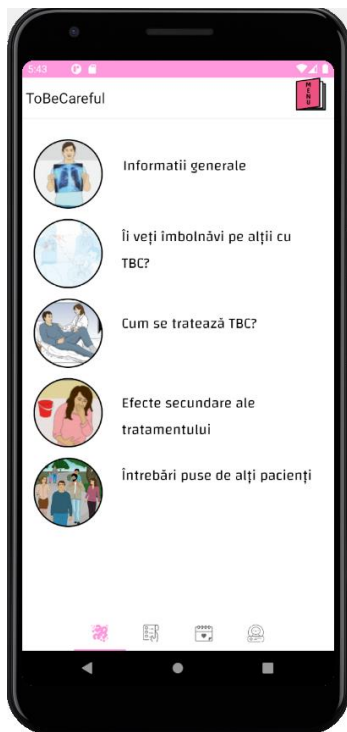 5:43
ToBeCareful
MENU
Informatii generale
Îi veți îmbolnăvi pe alții cu
TBC?
Cum se tratează TBC?
Efecte secundare ale
tratamentului
Întrebări puse de alți pacienți